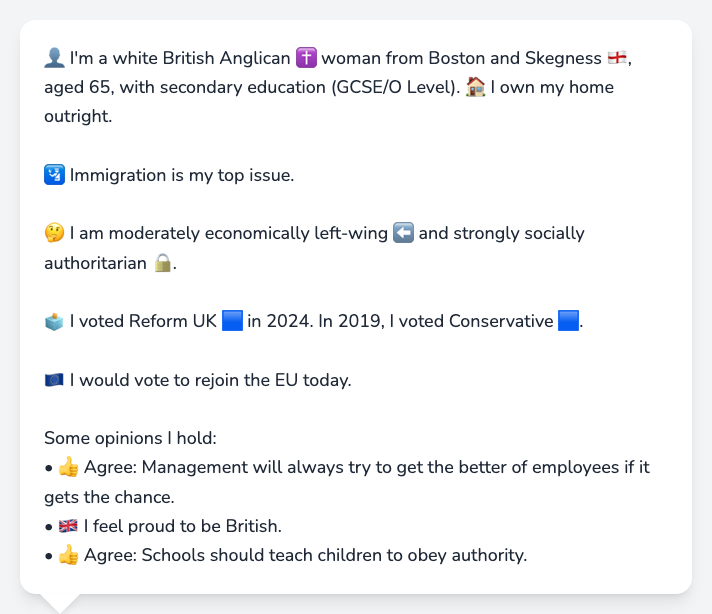 👤 I'm a white British Anglican ✝️ woman from Boston and Skegness 🏴󠁧󠁢󠁥󠁮󠁧󠁿,
aged 65, with secondary education (GCSE/O Level). 🏠 I own my home
outright.
🛂 Immigration is my top issue.
🤔 I am moderately economically left-wing ⬅️ and strongly socially
authoritarian 🔒.
🗳️ I voted Reform UK 🟦 in 2024. In 2019, I voted Conservative 🟦.
🇪🇺 I would vote to rejoin the EU today.
Some opinions I hold:
• 👍 Agree: Management will always try to get the better of employees if it
gets the chance.
• 🇬🇧 I feel proud to be British.
• 👍 Agree: Schools should teach children to obey authority.